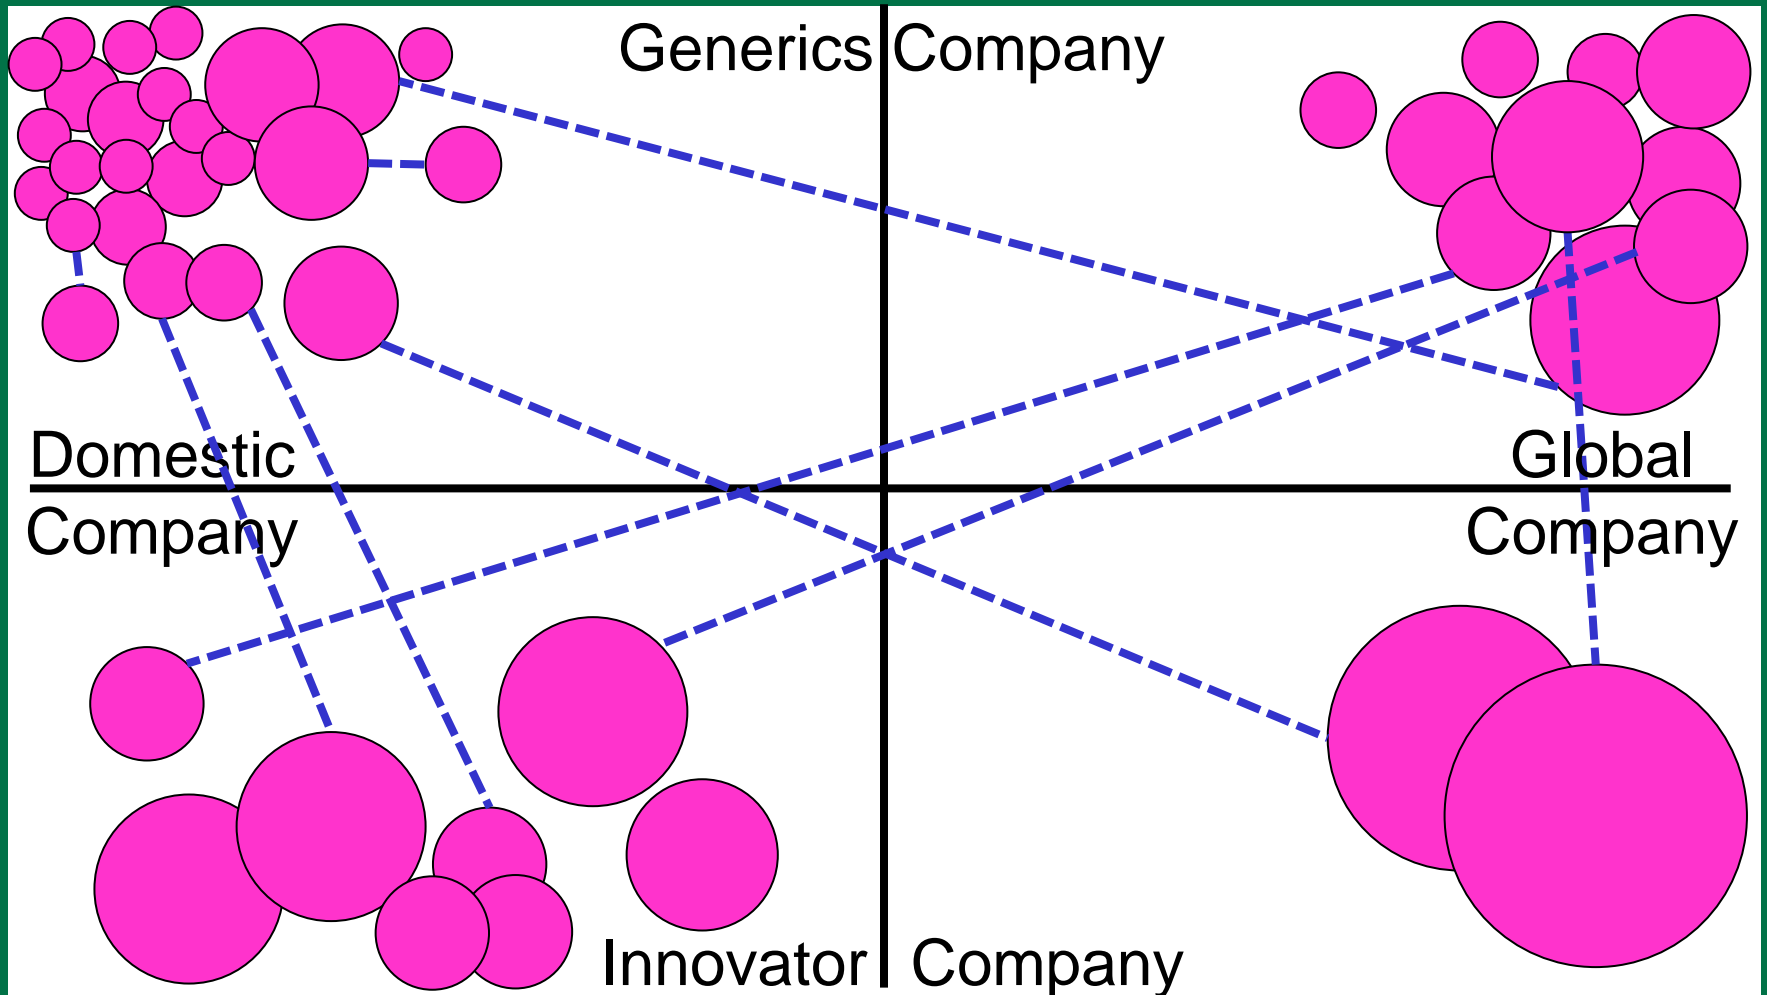 Generics Company
Domestic
Company
Global
Company
Innovator Company